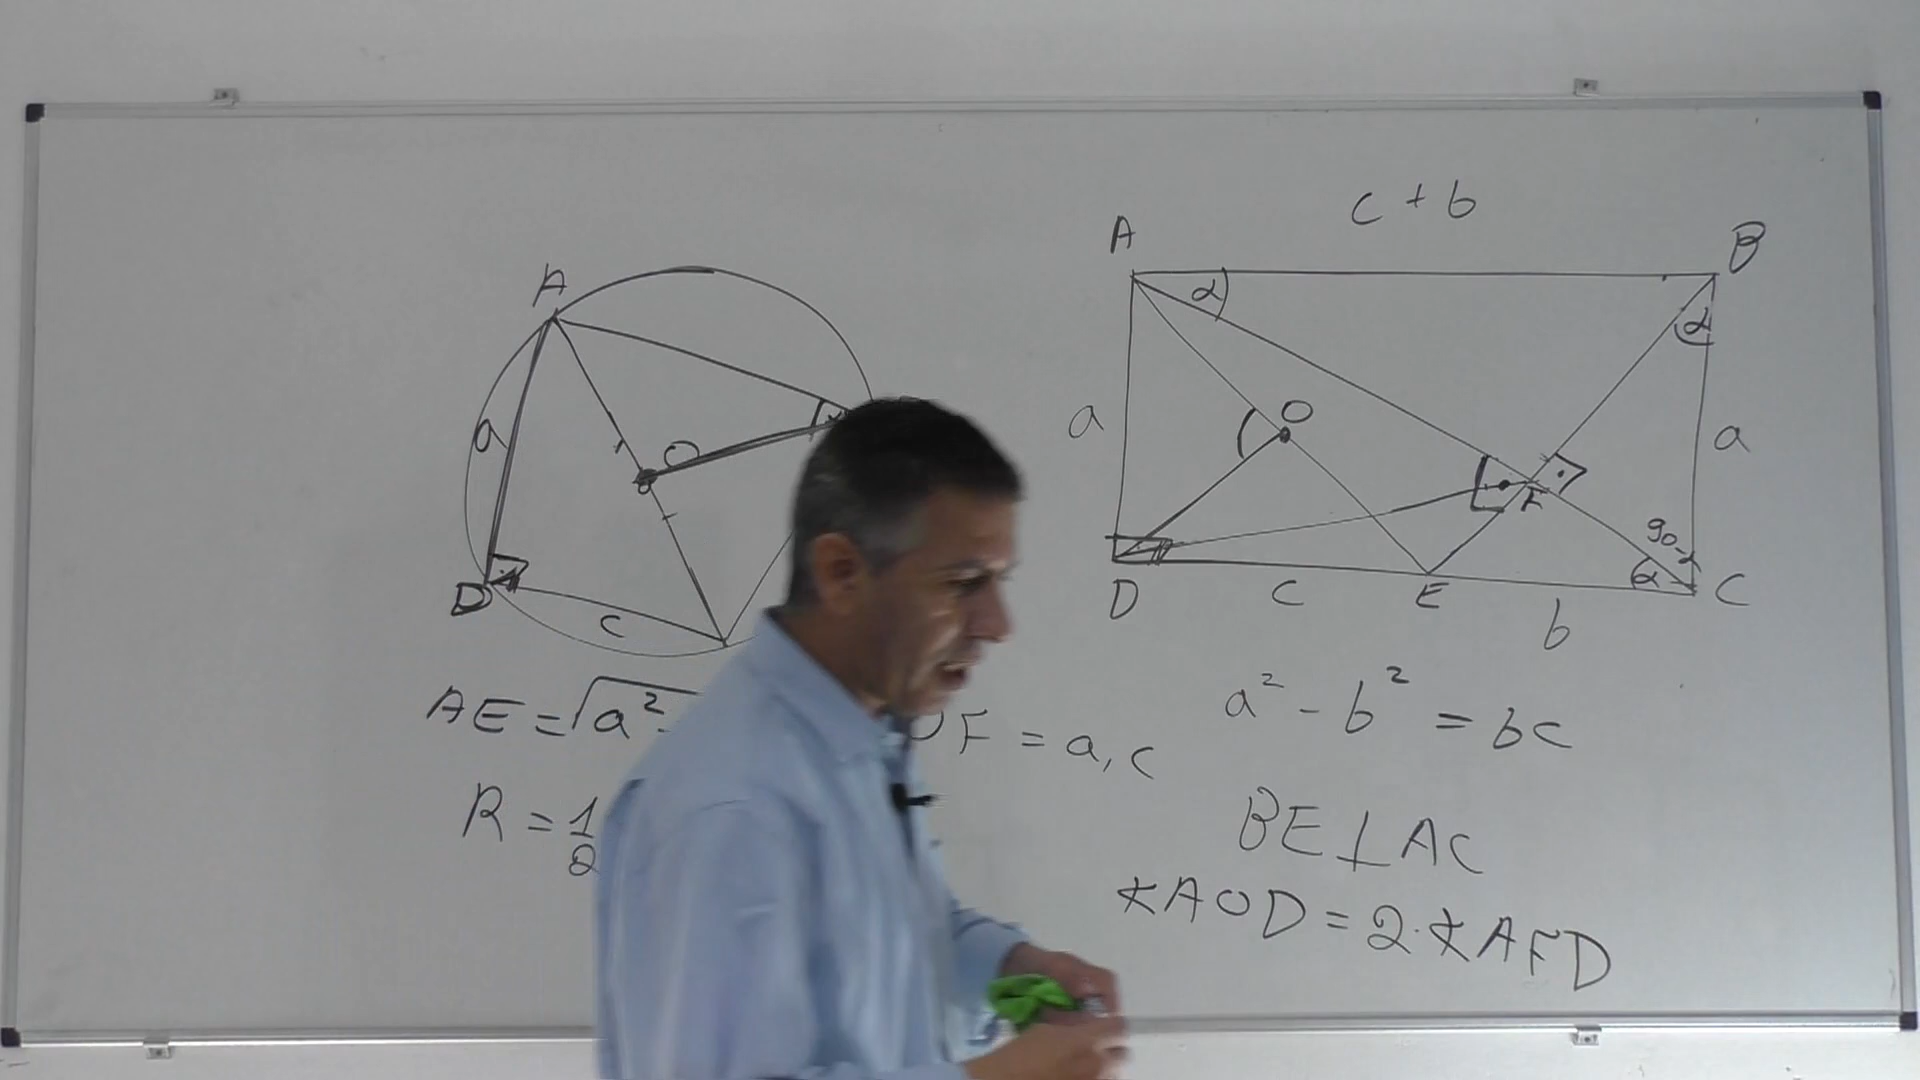 A
a
O
D
c
AE = √a² -
F = a, c
R = 1/2
c + b
A
B
α
α
a
O
a
F
90-α
α
D
c
E
b
C
a² - b² = bc
BE⊥AC
∢AOD = 2·∢AFD